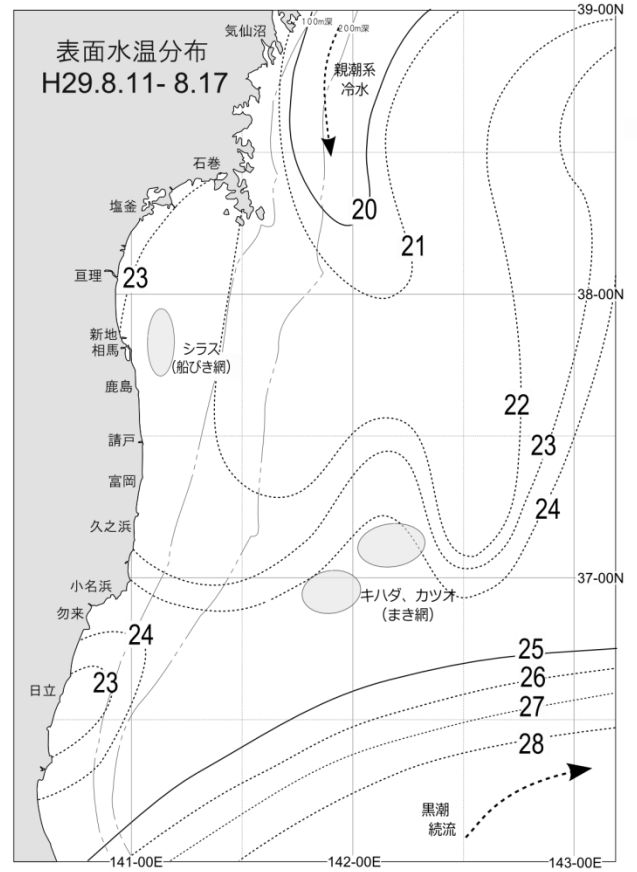 表面水温分布
H29.8.11- 8.17
気仙沼
100m深
200m深
39-00N
親潮系
冷水
石巻
塩釜
20
21
亘理
23
38-00N
新地
相馬
シラス
(船びき網)
鹿島
22
請戸
23
富岡
24
久之浜
37-00N
小名浜
キハダ、カツオ
(まき網)
勿来
24
25
23
26
日立
27
28
黒潮
続流
141-00E
142-00E
143-00E